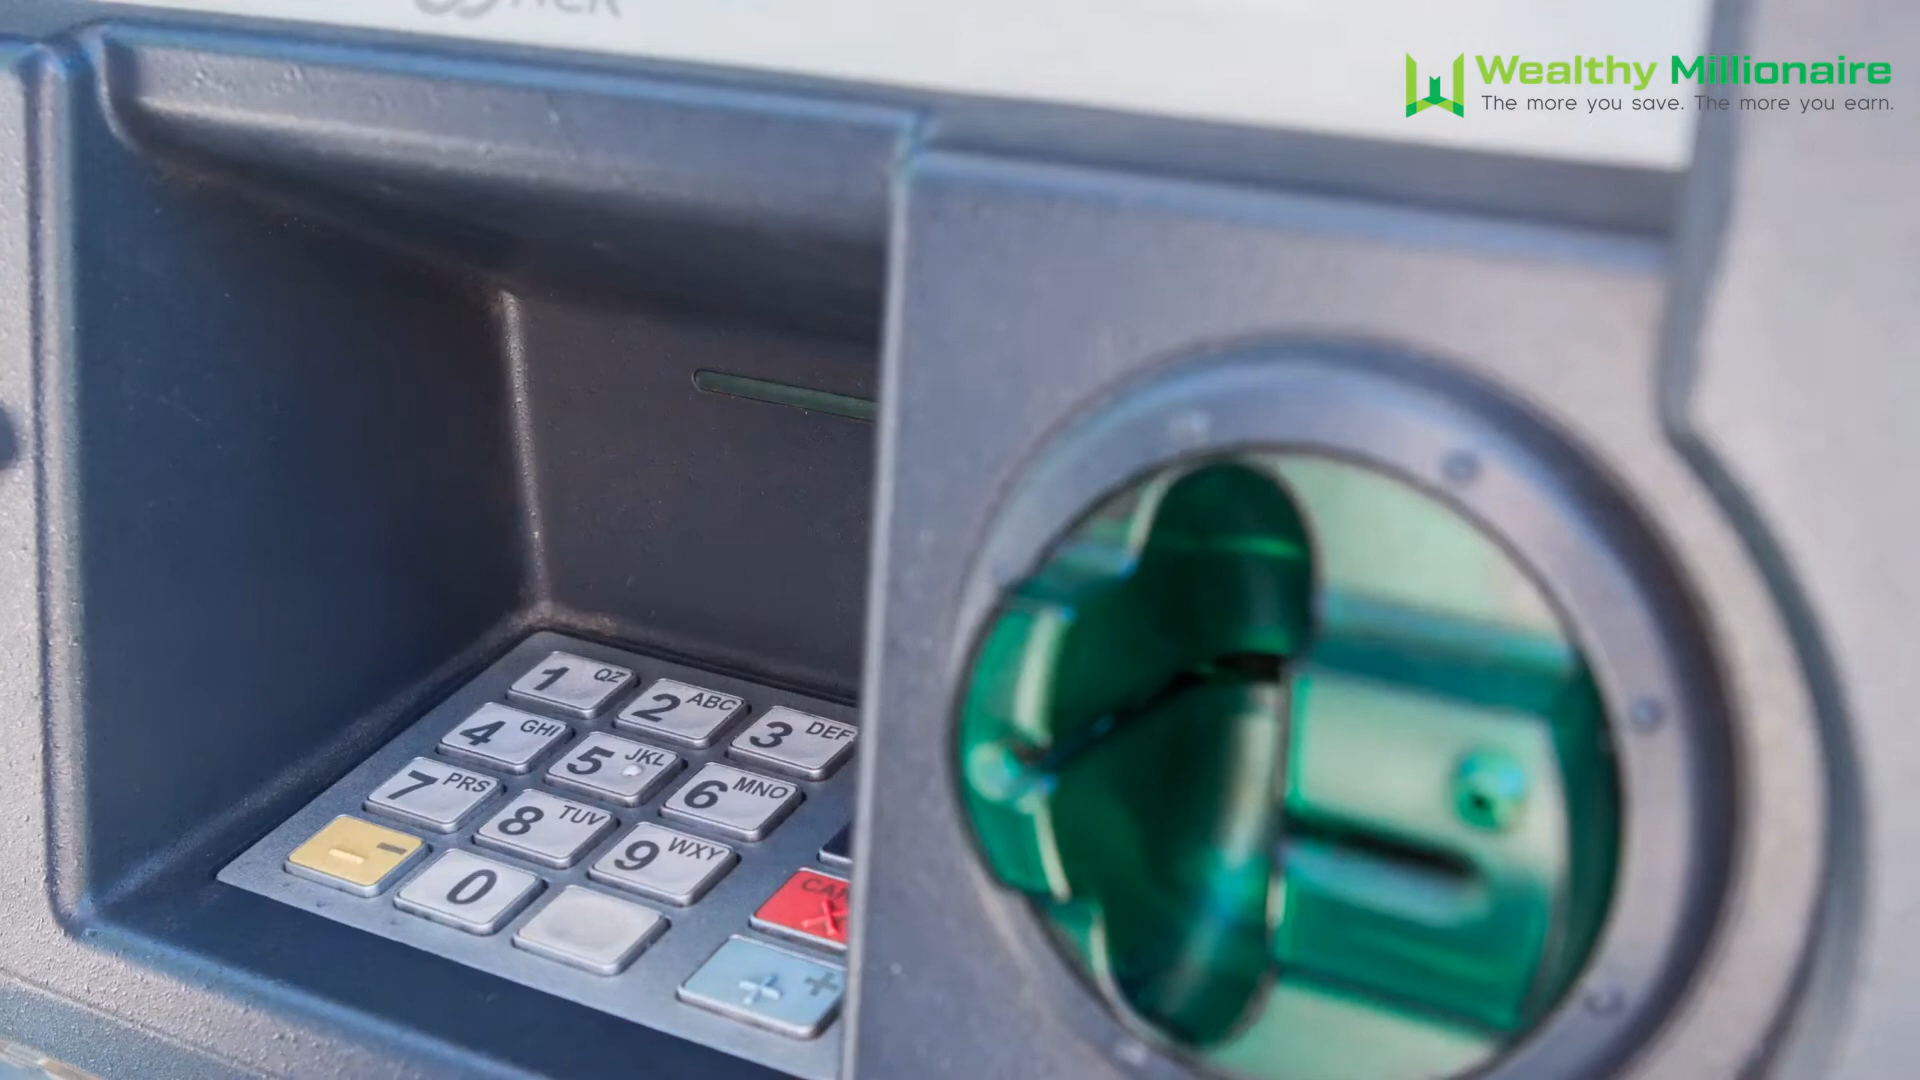 Wealthy Millionaire
The more you save. The more you earn.
1 QZ
2 ABC
3 DEF
4 GHI
5 JKL
6 MNO
7 PRS
8 TUV
9 WXY
0